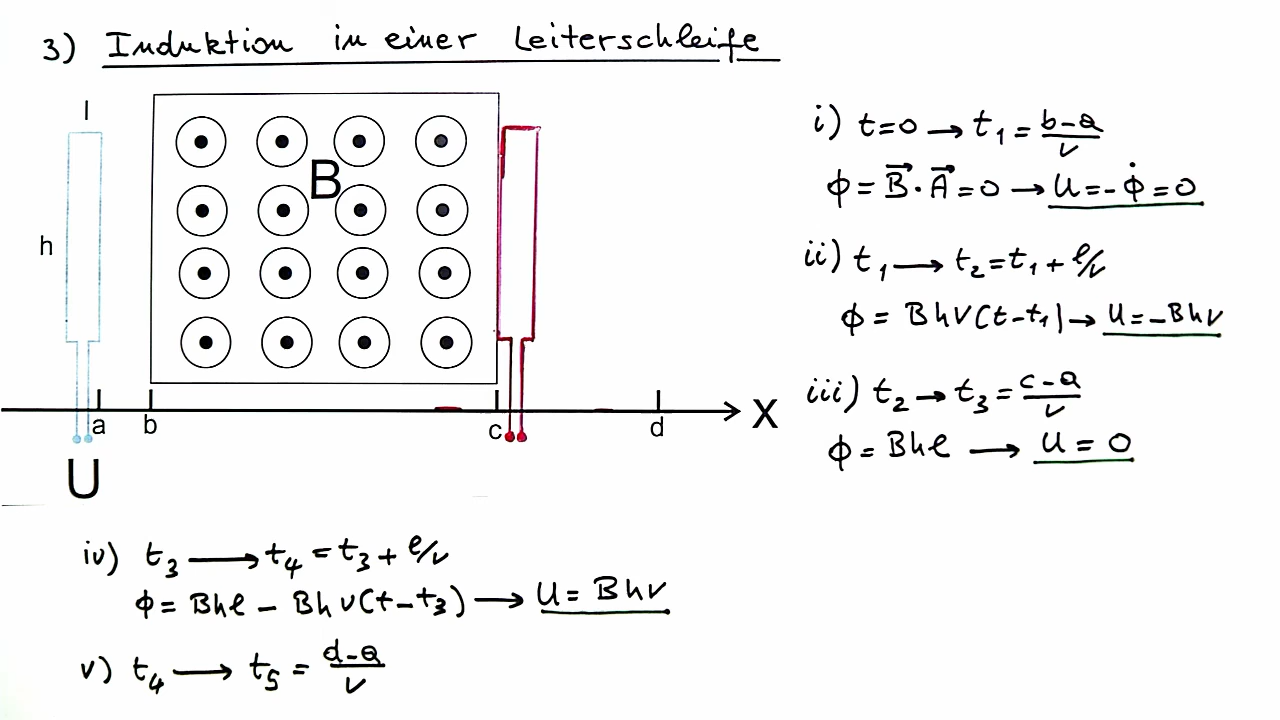 3) Induktion in einer Leiterschleife
l
B
h
a b c d X
U
i) t=0 → t₁ = (b-a)/v
ϕ = B⃗ · A⃗ = 0 → U = -ϕ̇ = 0
ii) t₁ → t₂ = t₁ + l/v
ϕ = Bhv(t-t₁) → U = -Bhv
iii) t₂ → t₃ = (c-a)/v
ϕ = Bhl → U = 0
iv) t₃ → t₄ = t₃ + l/v
ϕ = Bhl - Bhv(t-t₃) → U = Bhv
v) t₄ → t₅ = (d-a)/v